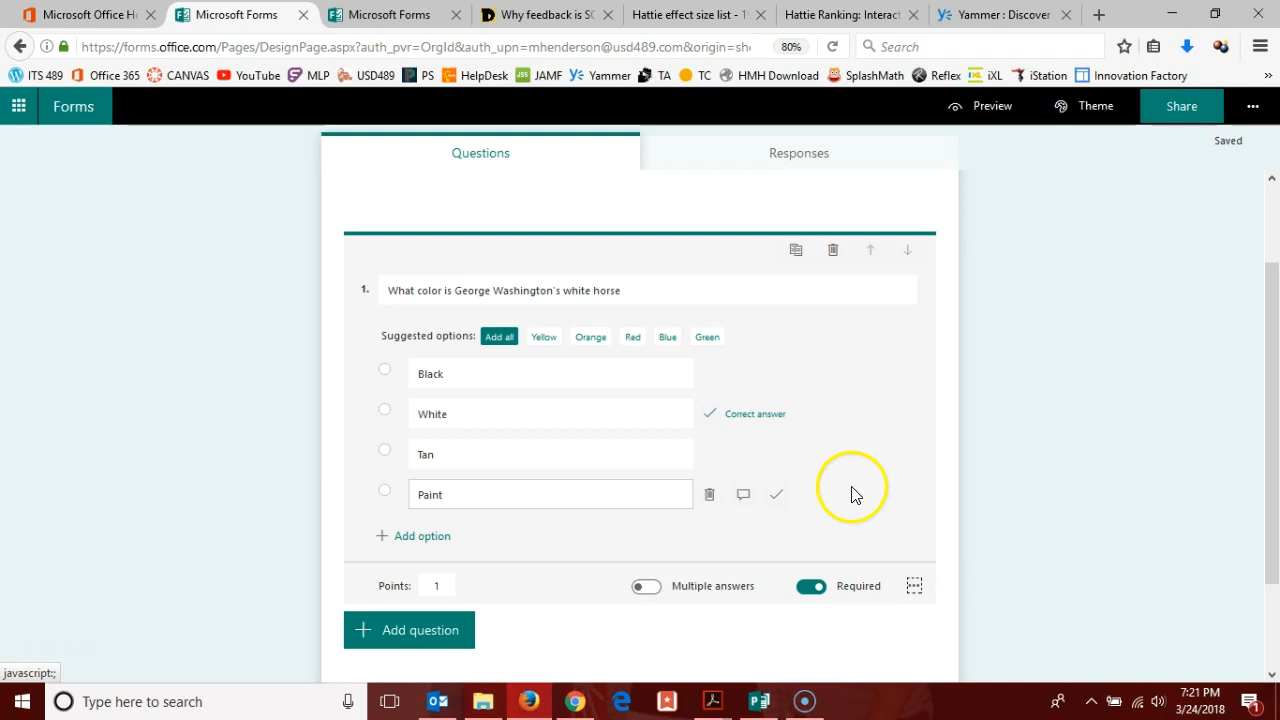 Microsoft Office Ho
Microsoft Forms
Microsoft Forms
Why feedback is SO
Hattie effect size list - 19
Hattie Ranking: Interact
Yammer : Discover
https://forms.office.com/Pages/DesignPage.aspx?auth_pvr=OrgId&auth_upn=mhenderson@usd489.com&origin=she
80%
Search
ITS 489 Office 365 CANVAS YouTube MLP USD489 PS HelpDesk JAMF Yammer TA TC HMH Download SplashMath Reflex iXL iStation Innovation Factory
Forms
Preview
Theme
Share
Saved
Questions
Responses
1. What color is George Washington's white horse
Suggested options: Add all Yellow Orange Red Blue Green
Black
White
Correct answer
Tan
Paint
Add option
Points: 1
Multiple answers
Required
Add question
javascript:;
Type here to search
7:21 PM
3/24/2018